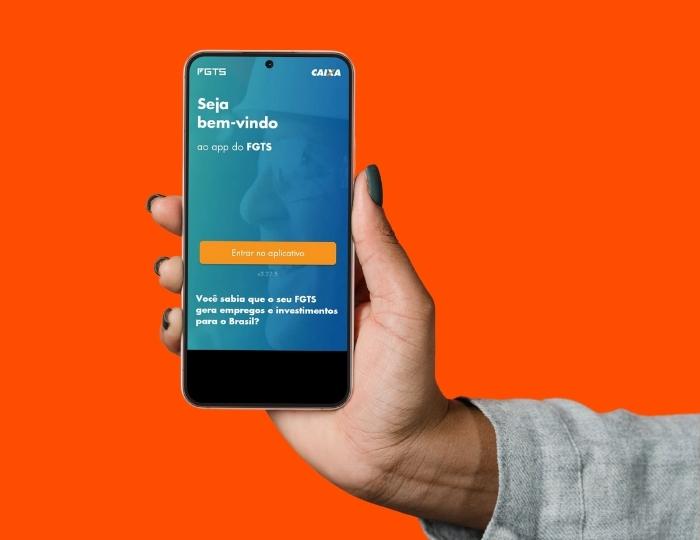 FGTS
CAIXA
Seja
bem-vindo
ao app do FGTS
Entrar no aplicativo
Você sabia que o seu FGTS
gera empregos e investimentos
para o Brasil?